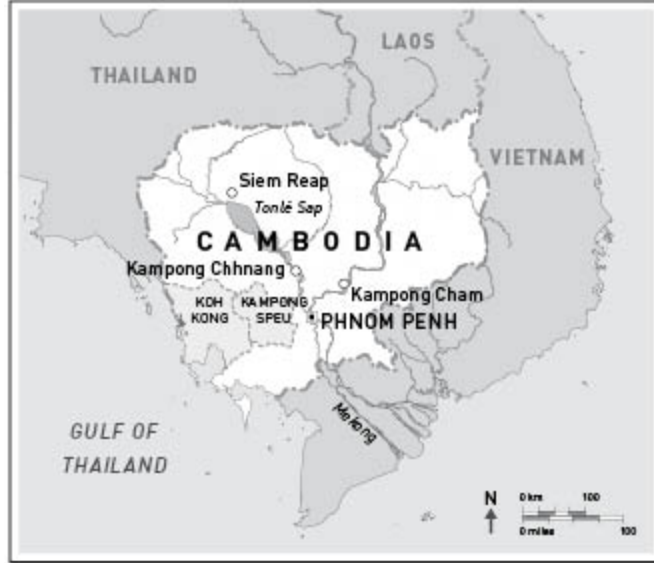 LAOS
THAILAND
VIETNAM
Siem Reap
Tonlé Sap
CAMBODIA
Kampong Chhnang
Kampong Cham
KOH
KONG
KAMPONG
SPEU
PHNOM PENH
Mekong
GULF OF
THAILAND
N
0 km 100
0 miles 100